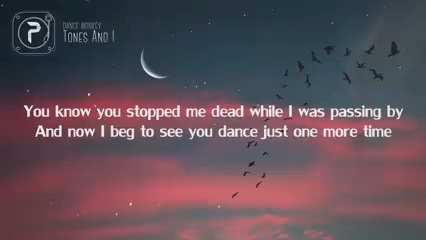 P
DANCE MONKEY
TONES AND I
You know you stopped me dead while I was passing by
And now I beg to see you dance just one more time